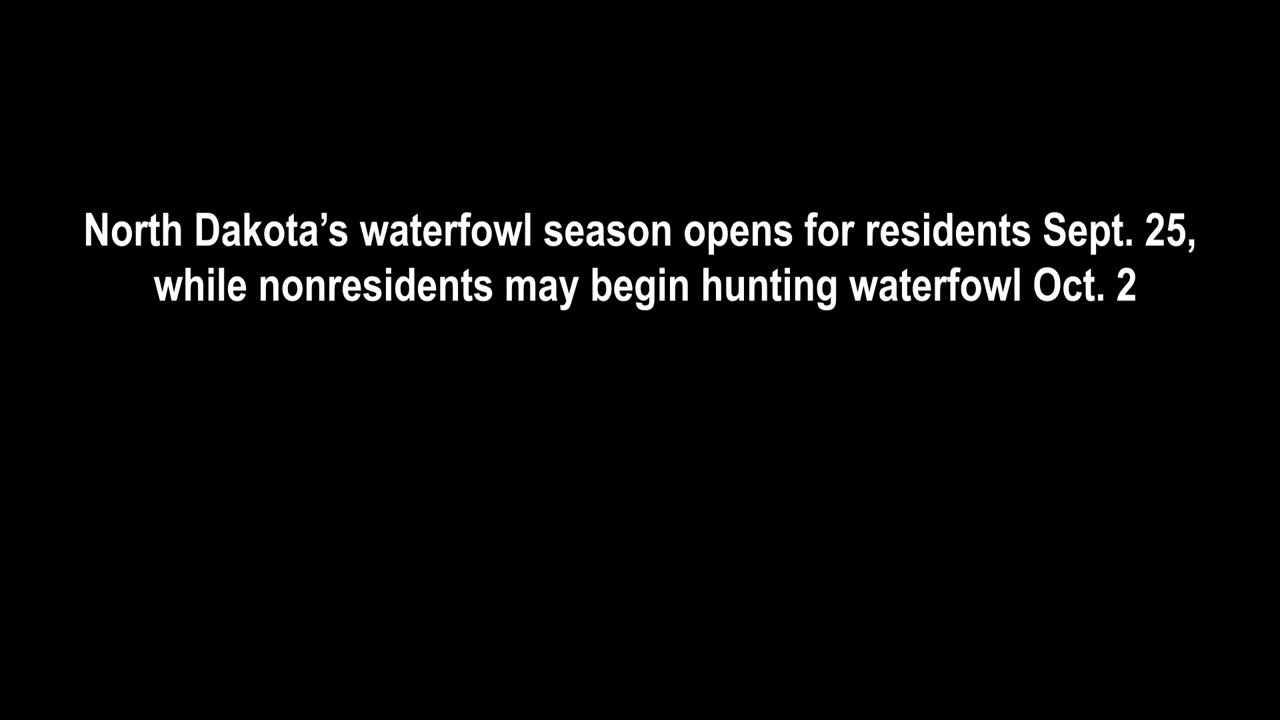 North Dakota’s waterfowl season opens for residents Sept. 25,
while nonresidents may begin hunting waterfowl Oct. 2